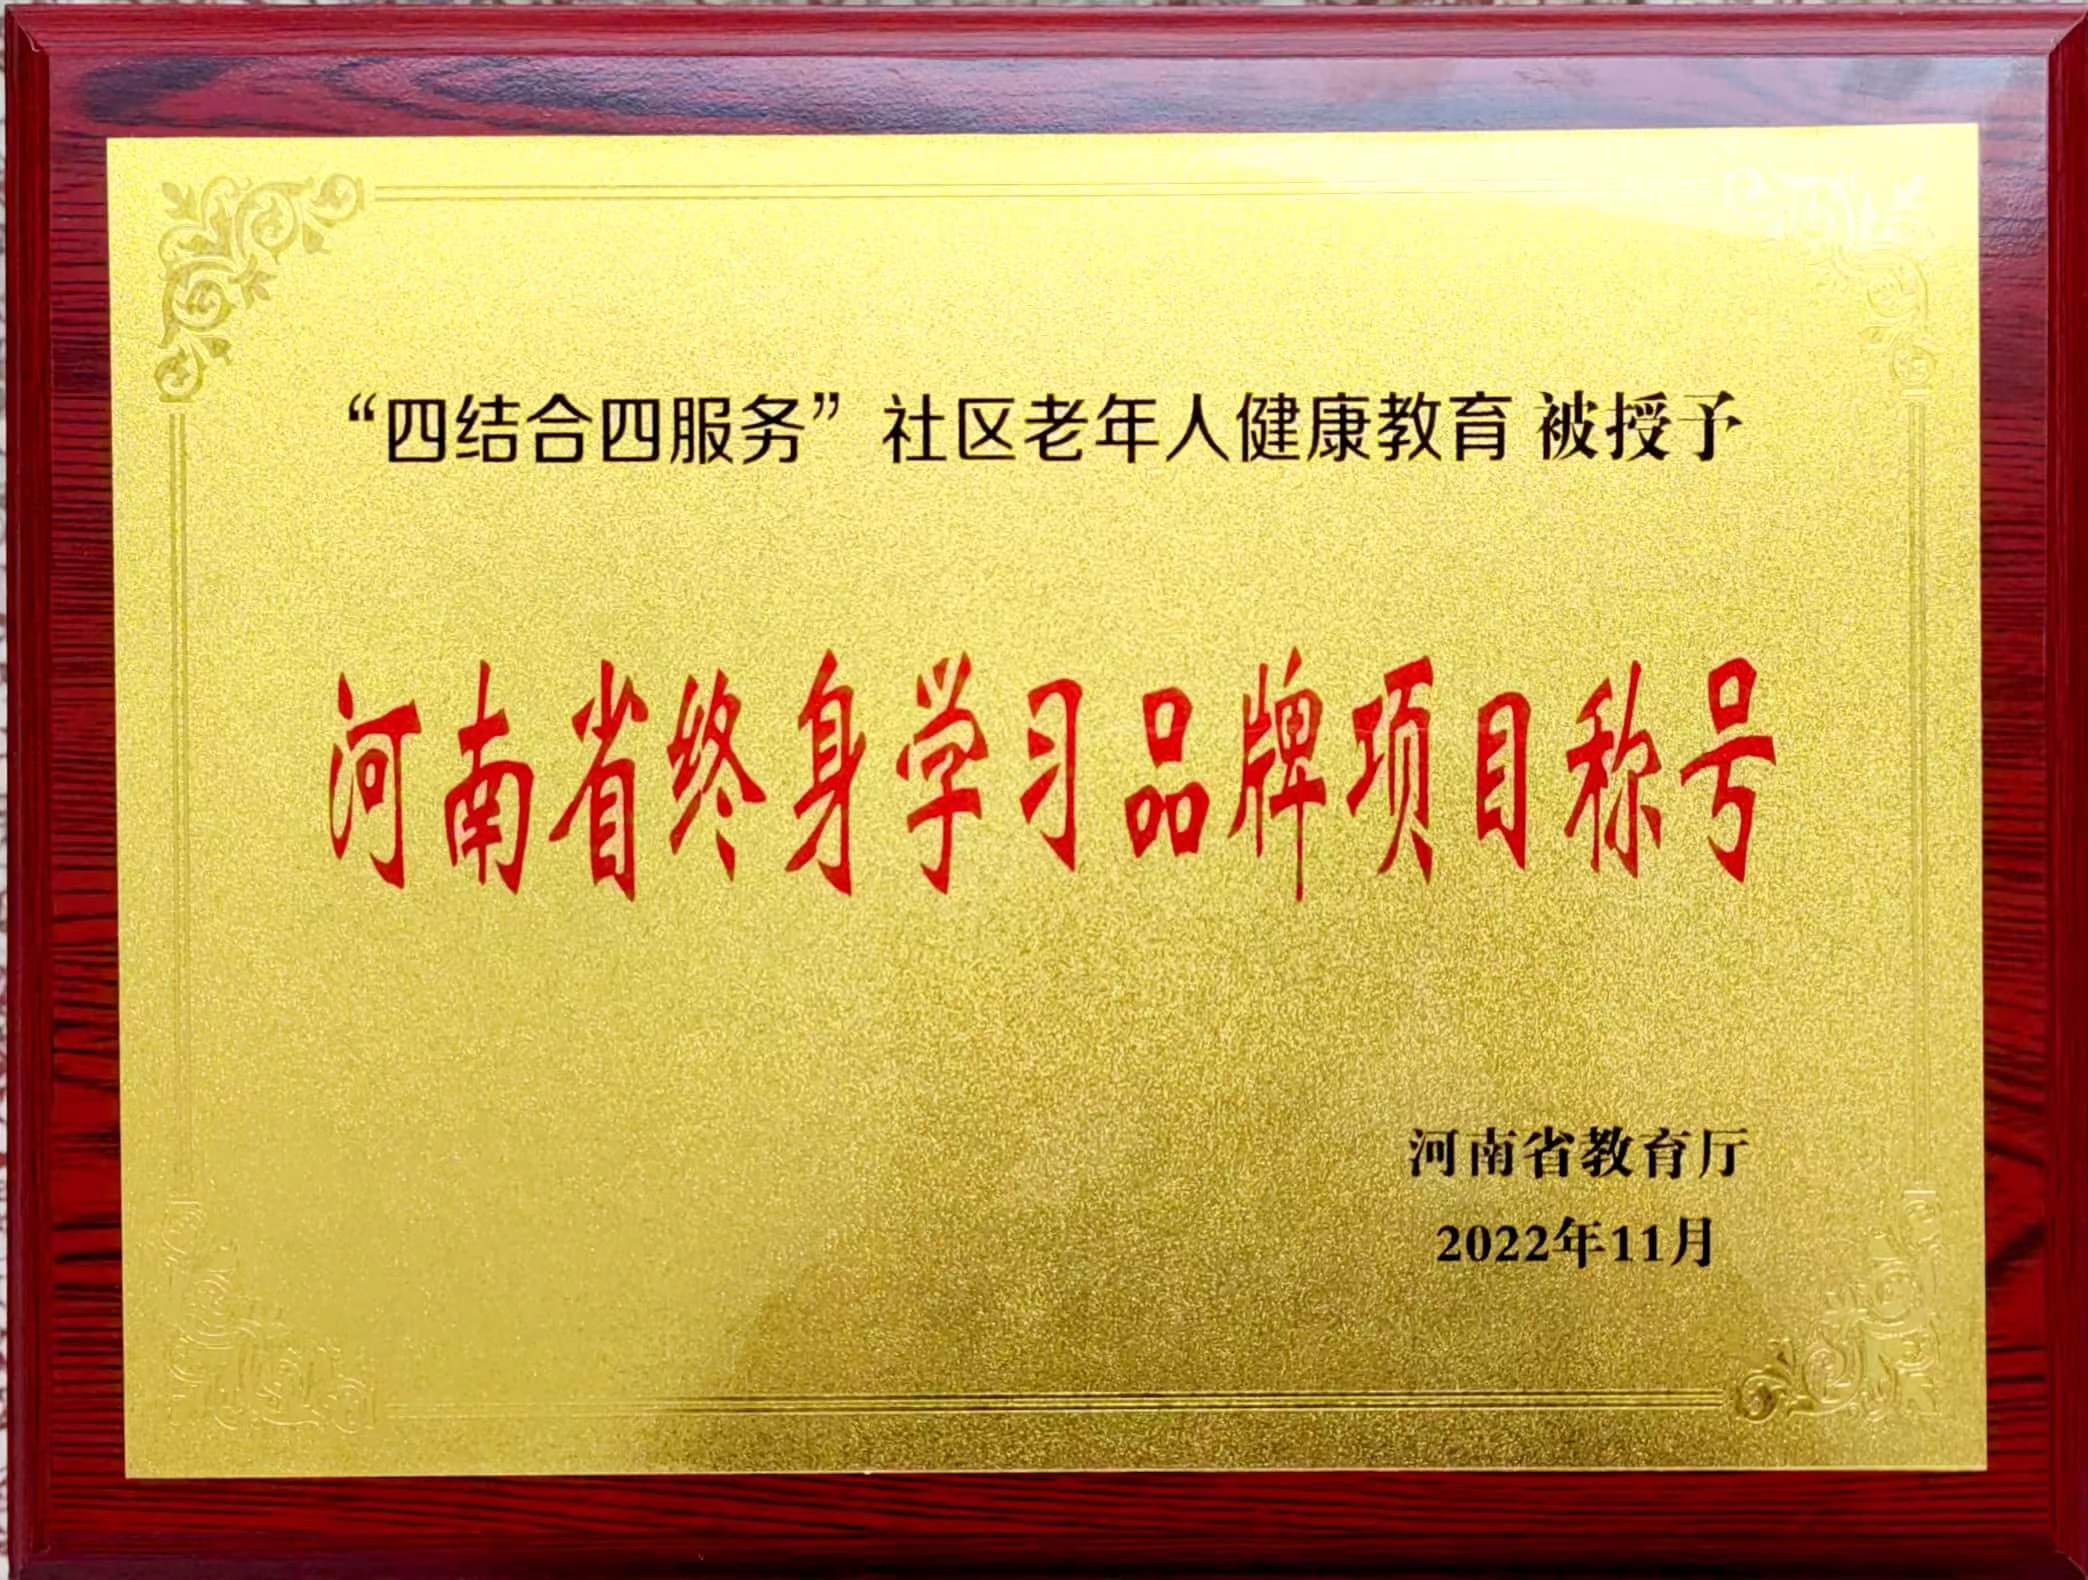 “四结合四服务”社区老年人健康教育 被授予
河南省终身学习品牌项目称号
河南省教育厅
2022年11月